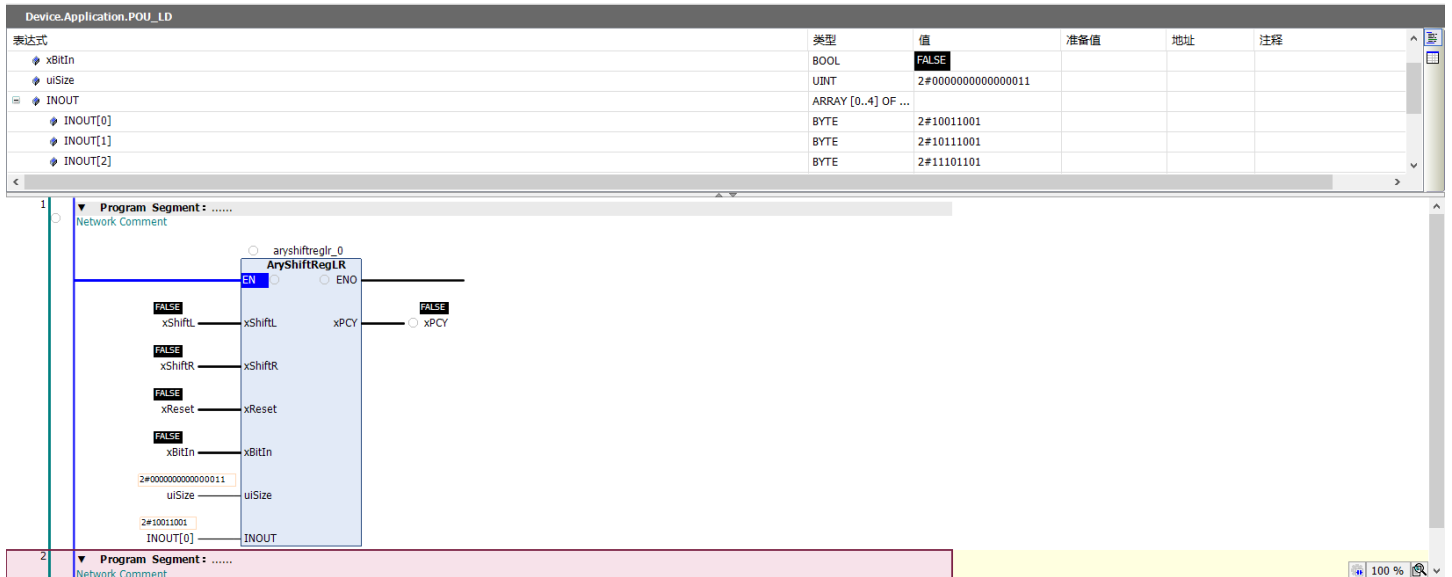 Device.Application.POU_LD
表达式 类型 值 准备值 地址 注释
xBitIn BOOL FALSE
uiSize UINT 2#0000000000000011
INOUT ARRAY [0..4] OF ...
INOUT[0] BYTE 2#10011001
INOUT[1] BYTE 2#10111001
INOUT[2] BYTE 2#11101101
1 Program Segment: ......
Network Comment
aryshiftreglr_0
AryShiftRegLR
EN ENO
FALSE FALSE
xShiftL xShiftL xPCY xPCY
FALSE
xShiftR xShiftR
FALSE
xReset xReset
FALSE
xBitIn xBitIn
2#0000000000000011
uiSize uiSize
2#10011001
INOUT[0] INOUT
2 Program Segment: ......
Network Comment
100 %